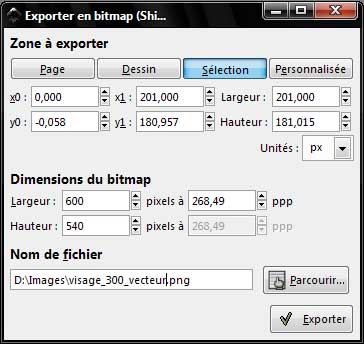 Exporter en bitmap (Shi...
Zone à exporter
Page Dessin Sélection Personnalisée
x0 : 0,000 x1 : 201,000 Largeur : 201,000
y0 : -0,058 y1 : 180,957 Hauteur : 181,015
Unités : px
Dimensions du bitmap
Largeur : 600 pixels à 268,49 ppp
Hauteur : 540 pixels à 268,49 ppp
Nom de fichier
D:\Images\visage_300_vecteur.png Parcourir...
Exporter